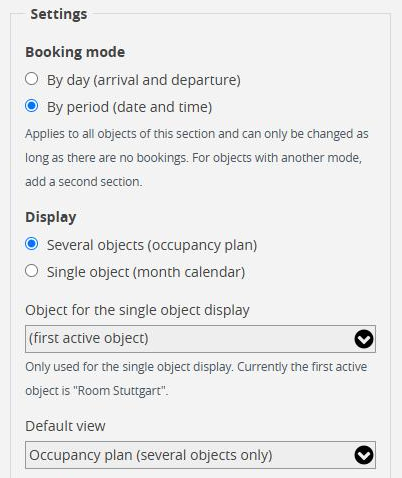 Settings
Booking mode
By day (arrival and departure)
By period (date and time)
Applies to all objects of this section and can only be changed as
long as there are no bookings. For objects with another mode,
add a second section.
Display
Several objects (occupancy plan)
Single object (month calendar)
Object for the single object display
(first active object)
Only used for the single object display. Currently the first active
object is "Room Stuttgart".
Default view
Occupancy plan (several objects only)